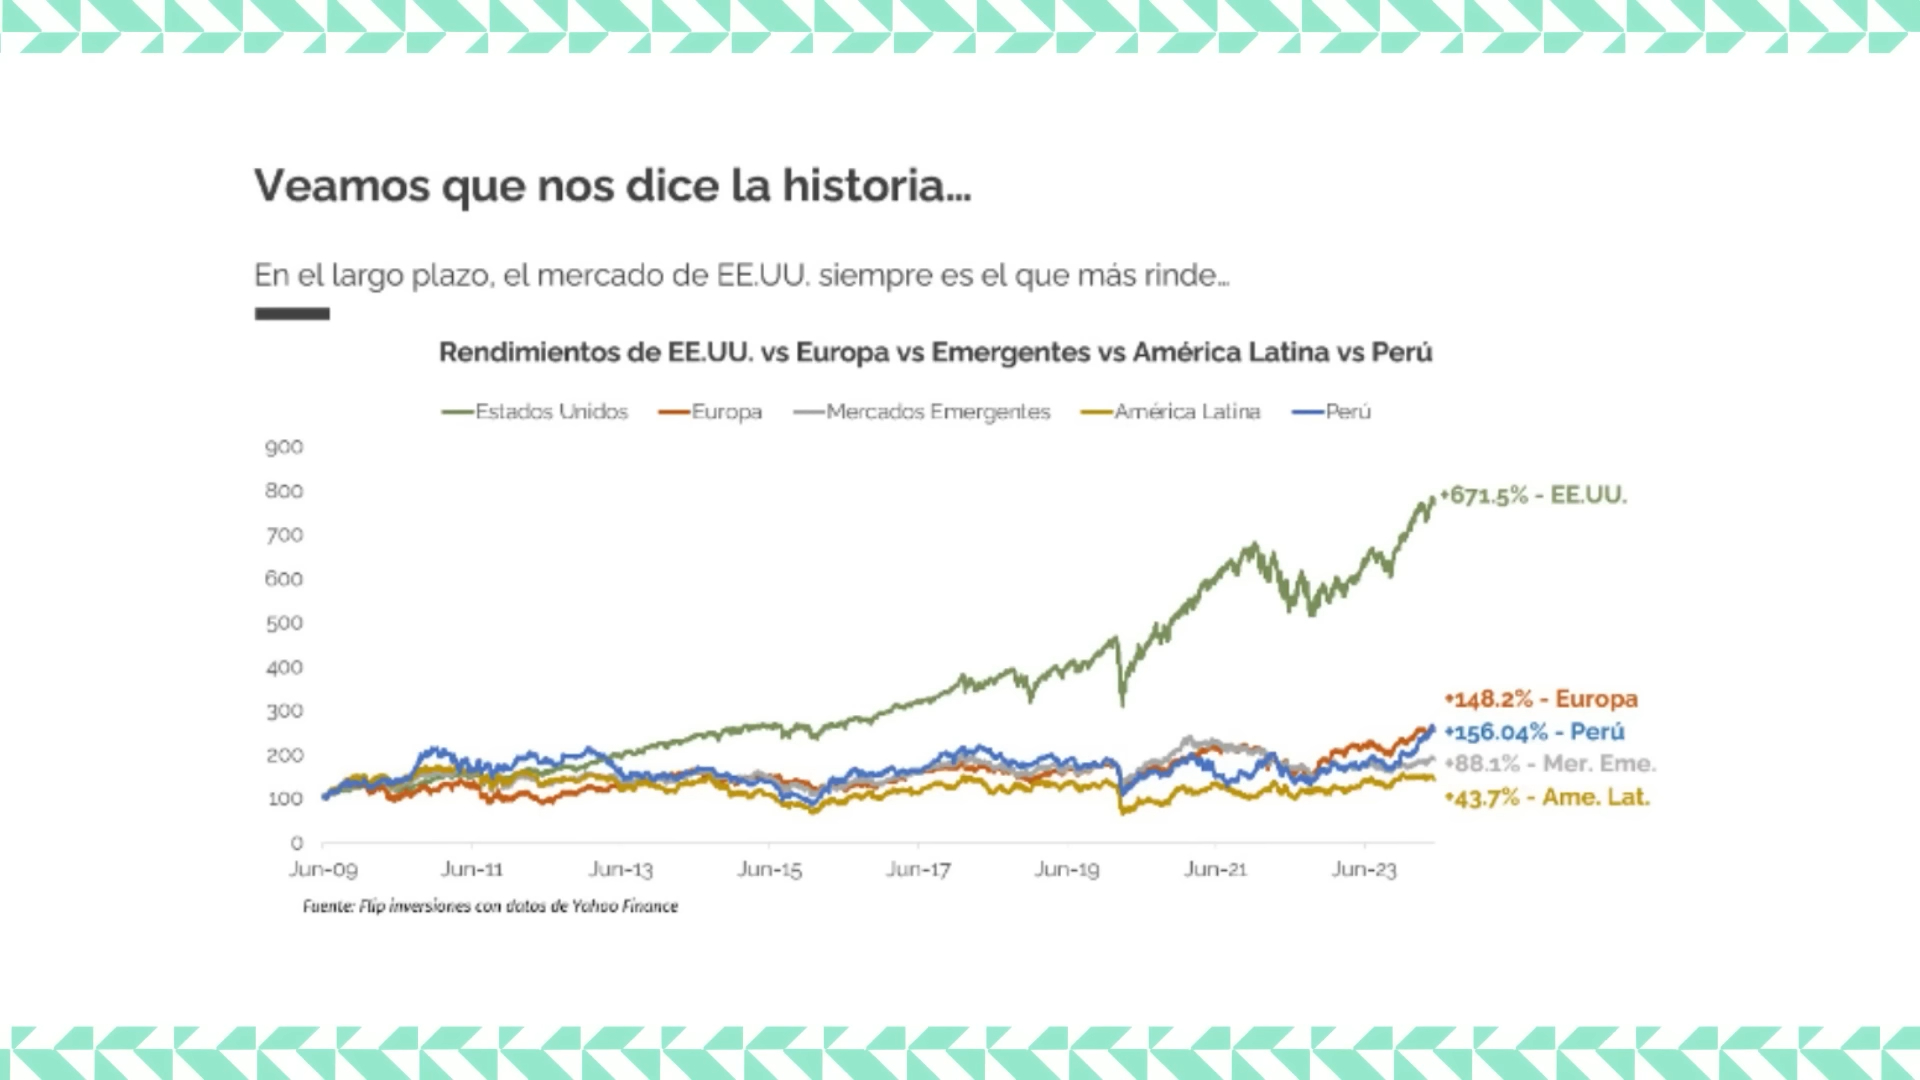 Veamos que nos dice la historia...
En el largo plazo, el mercado de EE.UU. siempre es el que más rinde...
Rendimientos de EE.UU. vs Europa vs Emergentes vs América Latina vs Perú
Estados Unidos Europa Mercados Emergentes América Latina Perú
900
800
700
600
500
400
300
200
100
0
+671.5% - EE.UU.
+148.2% - Europa
+156.04% - Perú
+88.1% - Mer. Eme.
+43.7% - Ame. Lat.
Jun-09 Jun-11 Jun-13 Jun-15 Jun-17 Jun-19 Jun-21 Jun-23
Fuente: Flip inversiones con datos de Yahoo Finance